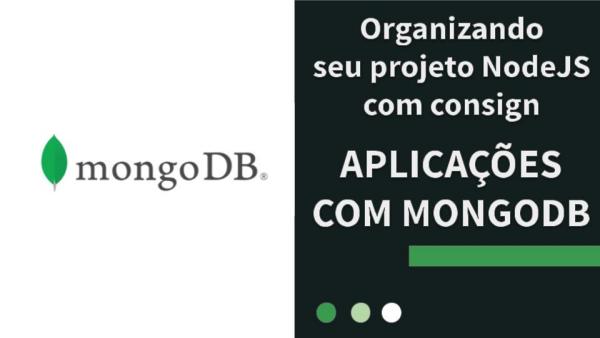 mongoDB®
Organizando
seu projeto NodeJS
com consign
APLICAÇÕES
COM MONGODB